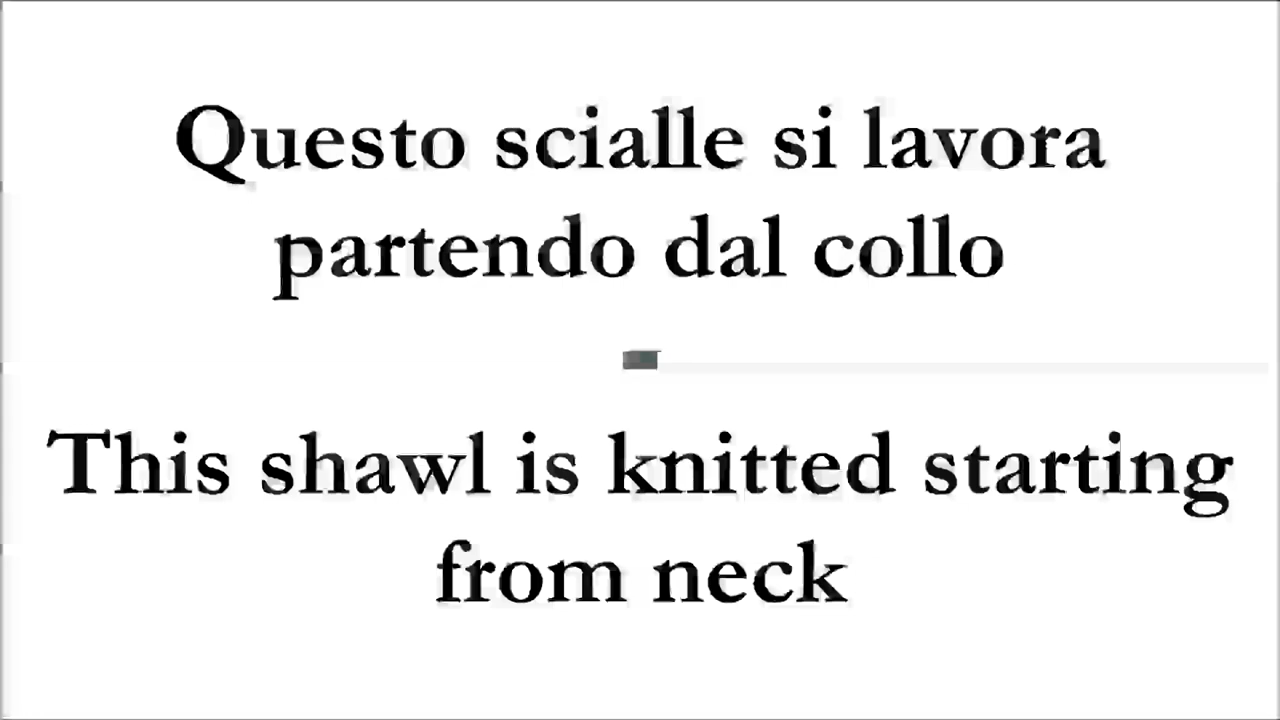 Questo scialle si lavora
partendo dal collo
This shawl is knitted starting
from neck